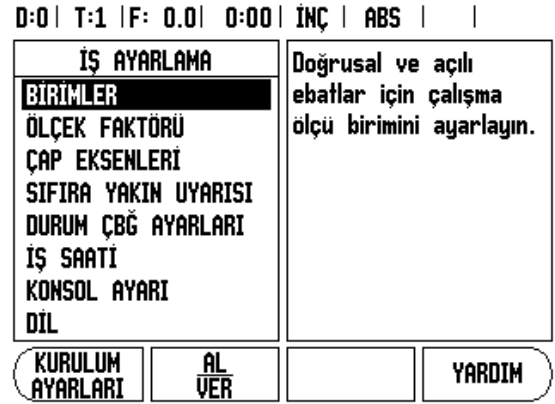 D:0| T:1 |F: 0.0| 0:00| İNÇ | ABS | |
İŞ AYARLAMA
BİRİMLER
ÖLÇEK FAKTÖRÜ
ÇAP EKSENLERİ
SIFIRA YAKIN UYARISI
DURUM ÇBĞ AYARLARI
İŞ SAATİ
KONSOL AYARI
DİL
Doğrusal ve açılı
ebatlar için çalışma
ölçü birimini ayarlayın.
KURULUM
AYARLARI
AL
VER
YARDIM